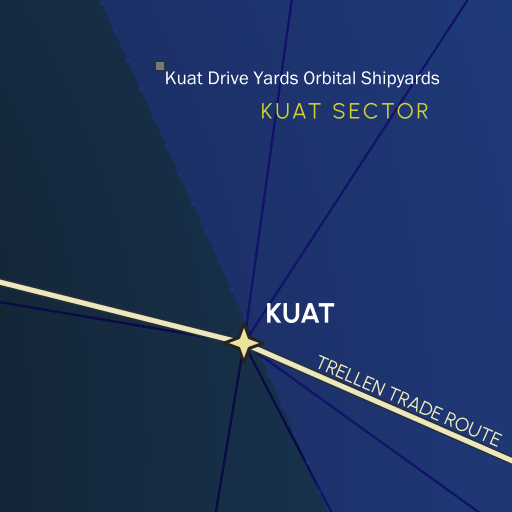 Kuat Drive Yards Orbital Shipyards
KUAT SECTOR
KUAT
TRELLEN TRADE ROUTE